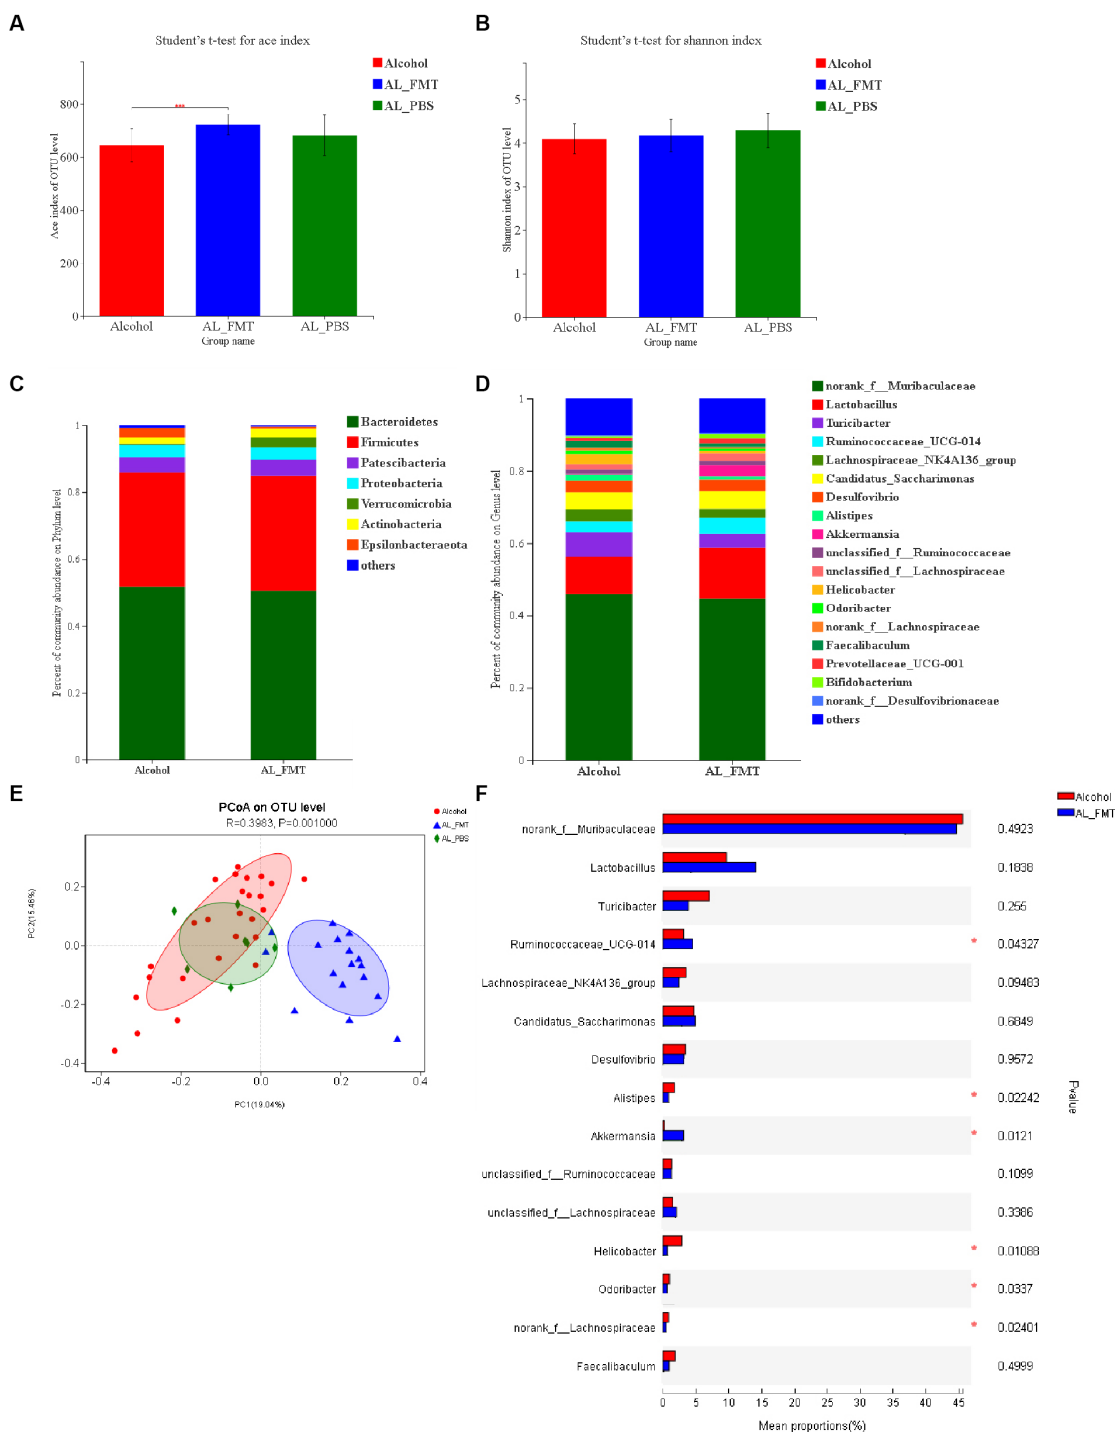 A
Student's t-test for ace index
Alcohol
AL_FMT
AL_PBS
***
Ace index of OTU level
800
600
400
200
0
Alcohol
AL_FMT
AL_PBS
Group name
B
Student's t-test for shannon index
Alcohol
AL_FMT
AL_PBS
Shannon index of OTU level
5
4
3
2
1
0
Alcohol
AL_FMT
AL_PBS
Group name
C
Percent of community abundance on Phylum level
1
0.8
0.6
0.4
0.2
0
Alcohol
AL_FMT
Bacteroidetes
Firmicutes
Patescibacteria
Proteobacteria
Verrucomicrobia
Actinobacteria
Epsilonbacteraeota
others
D
Percent of community abundance on Genus level
1
0.8
0.6
0.4
0.2
0
Alcohol
AL_FMT
norank_f__Muribaculaceae
Lactobacillus
Turicibacter
Ruminococcaceae_UCG-014
Lachnospiraceae_NK4A136_group
Candidatus_Saccharimonas
Desulfovibrio
Alistipes
Akkermansia
unclassified_f__Ruminococcaceae
unclassified_f__Lachnospiraceae
Helicobacter
Odoribacter
norank_f__Lachnospiraceae
Faecalibaculum
Prevotellaceae_UCG-001
Bifidobacterium
norank_f__Desulfovibrionaceae
others
E
PCoA on OTU level
R=0.3983, P=0.001000
Alcohol
AL_FMT
AL_PBS
PC2(15.46%)
0.2
0.0
-0.2
-0.4
-0.4
-0.2
0.0
0.2
0.4
PC1(19.04%)
F
Alcohol
AL_FMT
norank_f__Muribaculaceae 0.4923
Lactobacillus 0.1838
Turicibacter 0.255
Ruminococcaceae_UCG-014 * 0.04327
Lachnospiraceae_NK4A136_group 0.09463
Candidatus_Saccharimonas 0.6849
Desulfovibrio 0.9572
Alistipes * 0.02242
Akkermansia * 0.0121
unclassified_f__Ruminococcaceae 0.1099
unclassified_f__Lachnospiraceae 0.3386
Helicobacter * 0.01088
Odoribacter * 0.0337
norank_f__Lachnospiraceae * 0.02401
Faecalibaculum 0.4999
Pvalue
0 5 10 15 20 25 30 35 40 45
Mean proportions(%)